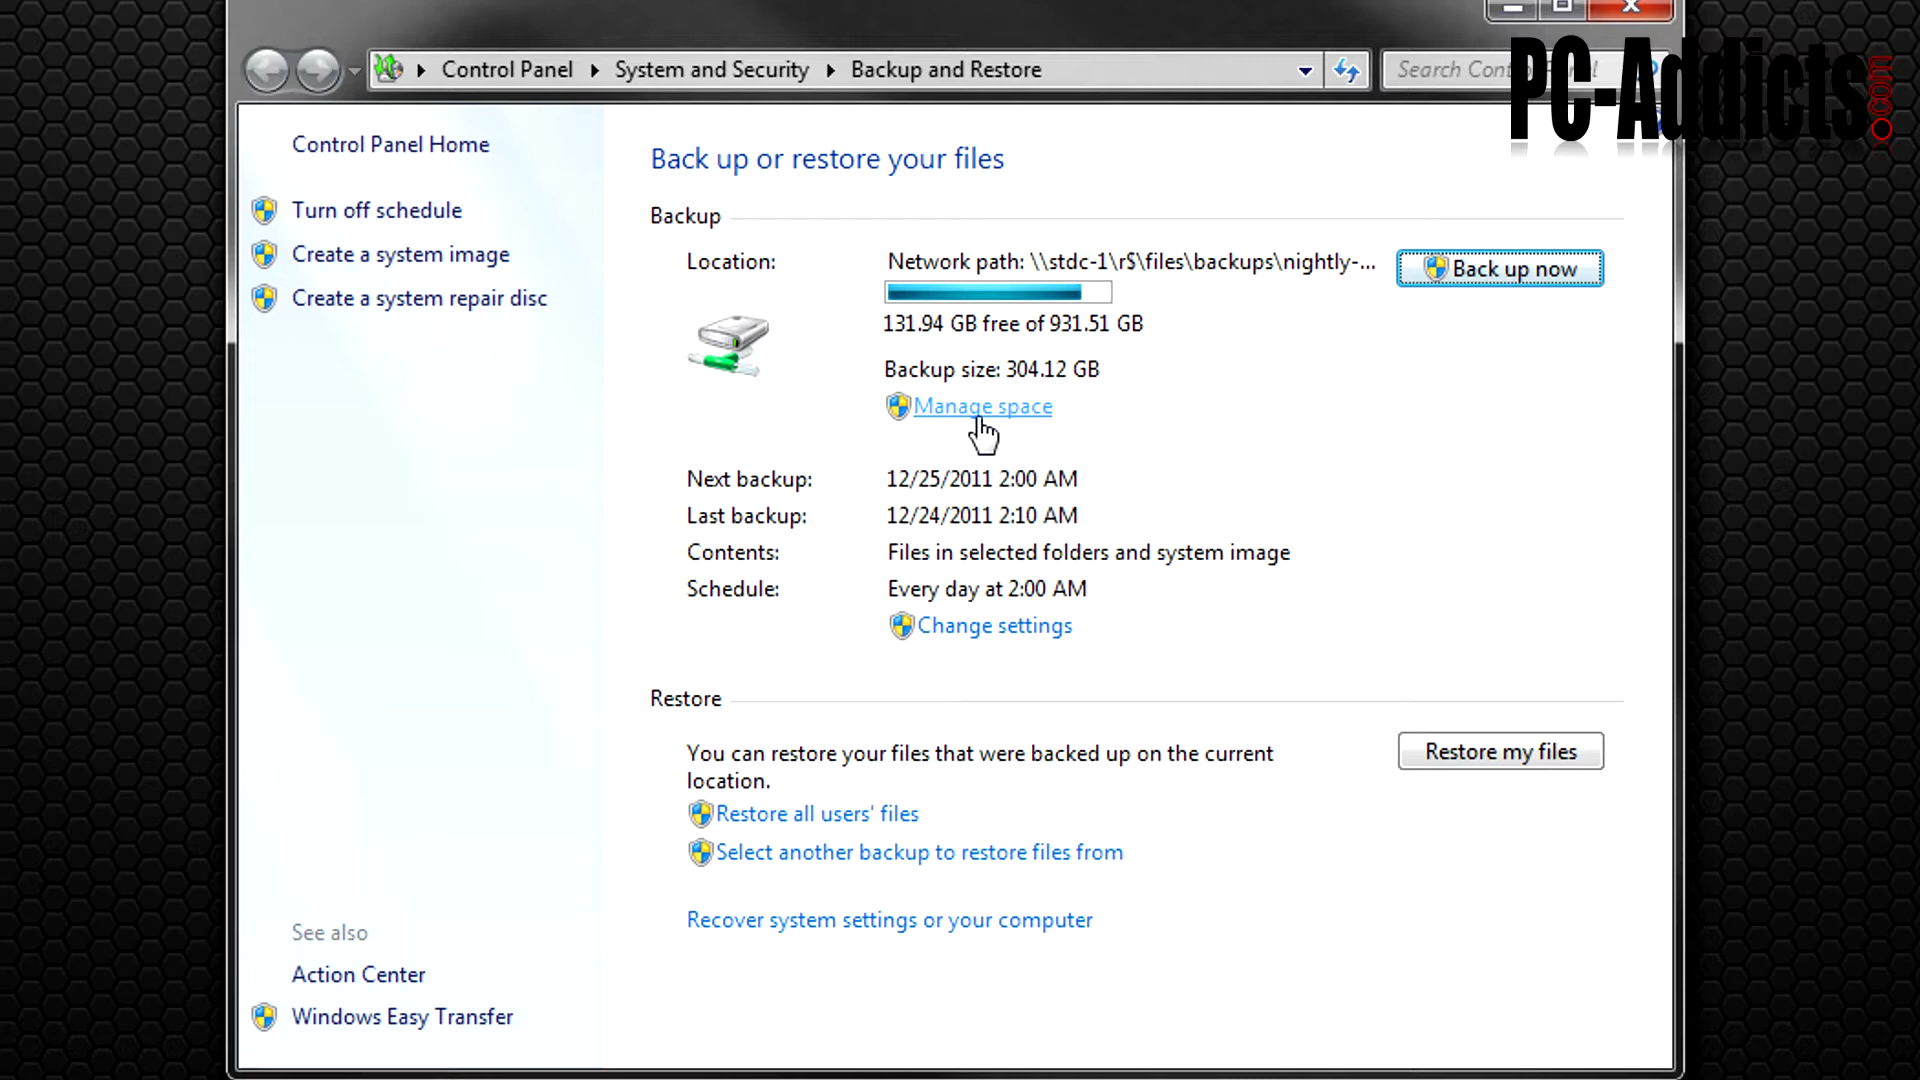 Control Panel
System and Security
Backup and Restore
PC-Addicts
.com
Control Panel Home
Turn off schedule
Create a system image
Create a system repair disc
Back up or restore your files
Backup
Location:
Network path: \\stdc-1\r$\files\backups\nightly-...
Back up now
131.94 GB free of 931.51 GB
Backup size: 304.12 GB
Manage space
Next backup: 12/25/2011 2:00 AM
Last backup: 12/24/2011 2:10 AM
Contents: Files in selected folders and system image
Schedule: Every day at 2:00 AM
Change settings
Restore
You can restore your files that were backed up on the current
location.
Restore my files
Restore all users' files
Select another backup to restore files from
Recover system settings or your computer
See also
Action Center
Windows Easy Transfer